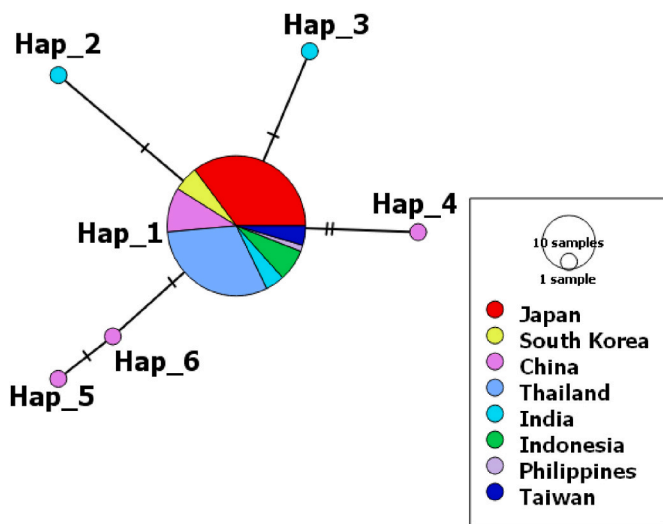 Hap_2
Hap_3
Hap_1
Hap_4
Hap_6
Hap_5
10 samples
1 sample
Japan
South Korea
China
Thailand
India
Indonesia
Philippines
Taiwan